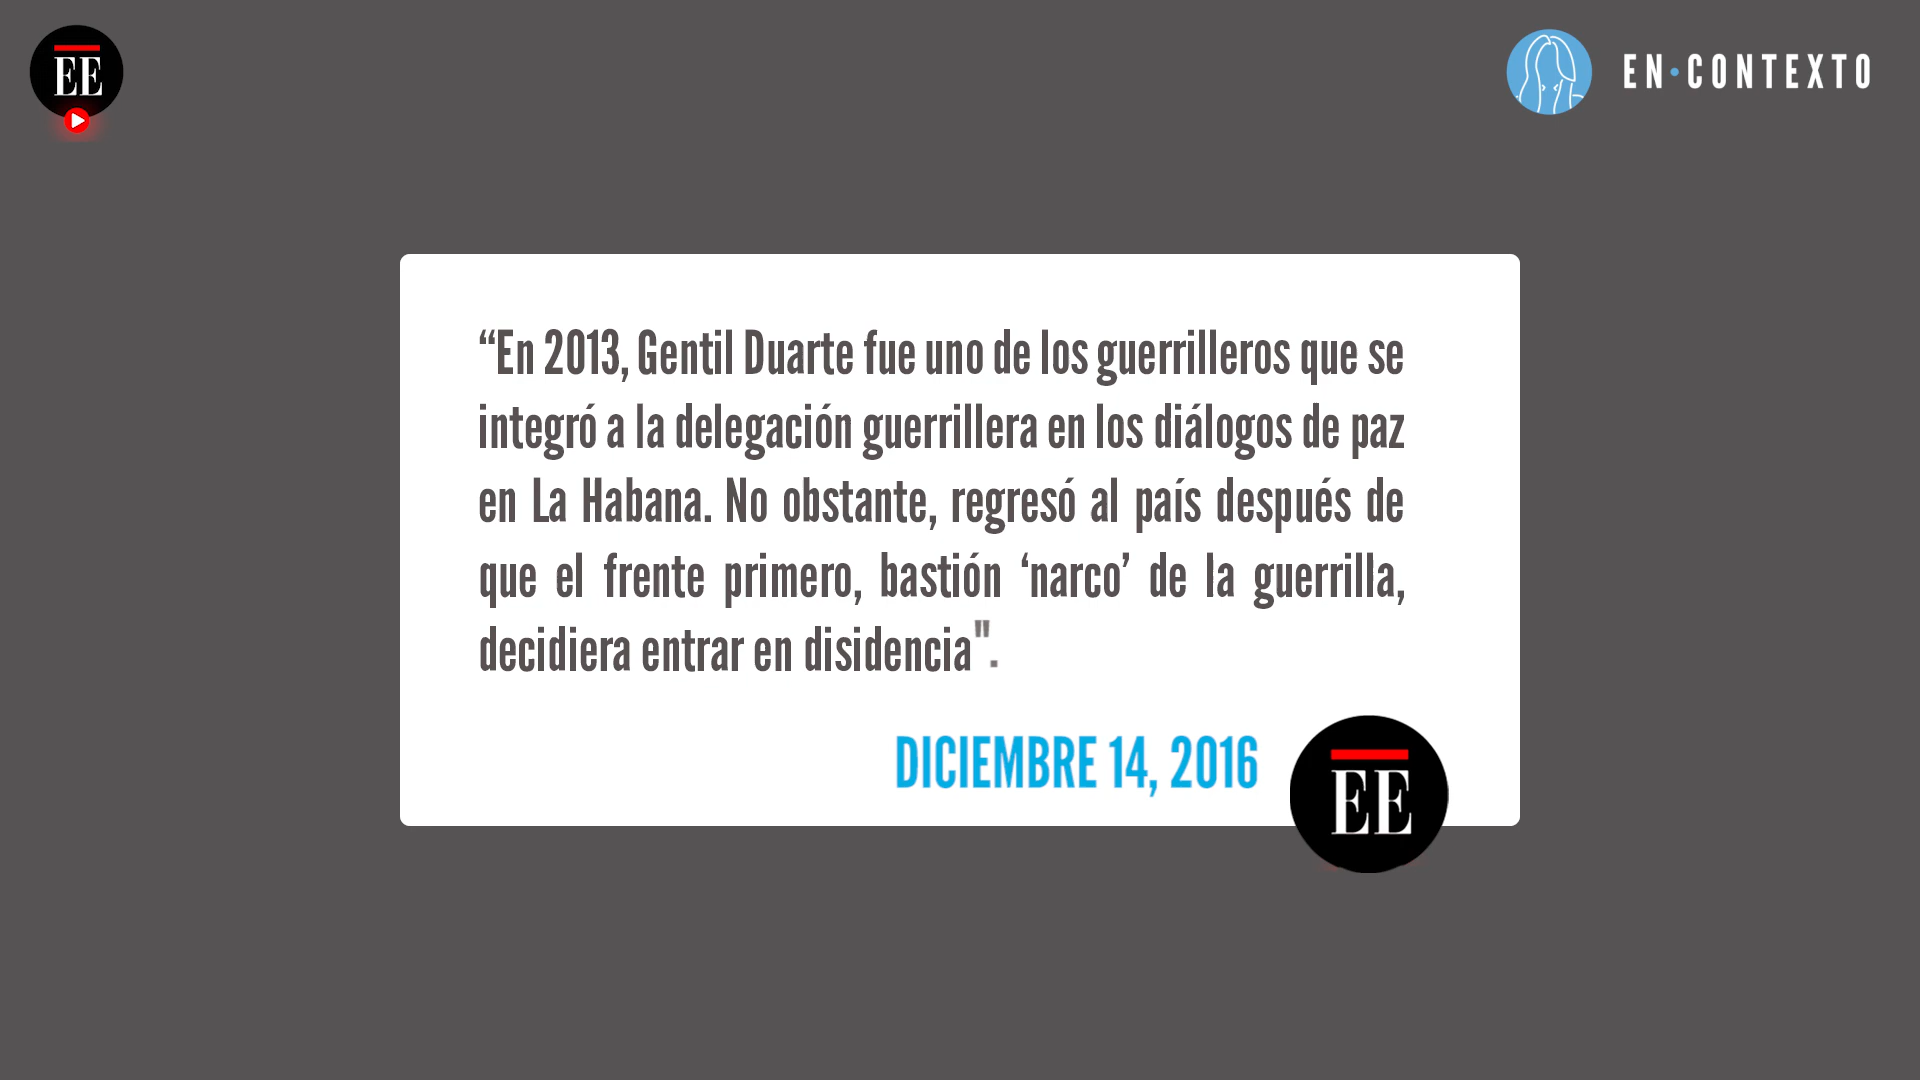 EE
EN•CONTEXTO
“En 2013, Gentil Duarte fue uno de los guerrilleros que se
integró a la delegación guerrillera en los diálogos de paz
en La Habana. No obstante, regresó al país después de
que el frente primero, bastión ‘narco’ de la guerrilla,
decidiera entrar en disidencia".
DICIEMBRE 14, 2016
EE